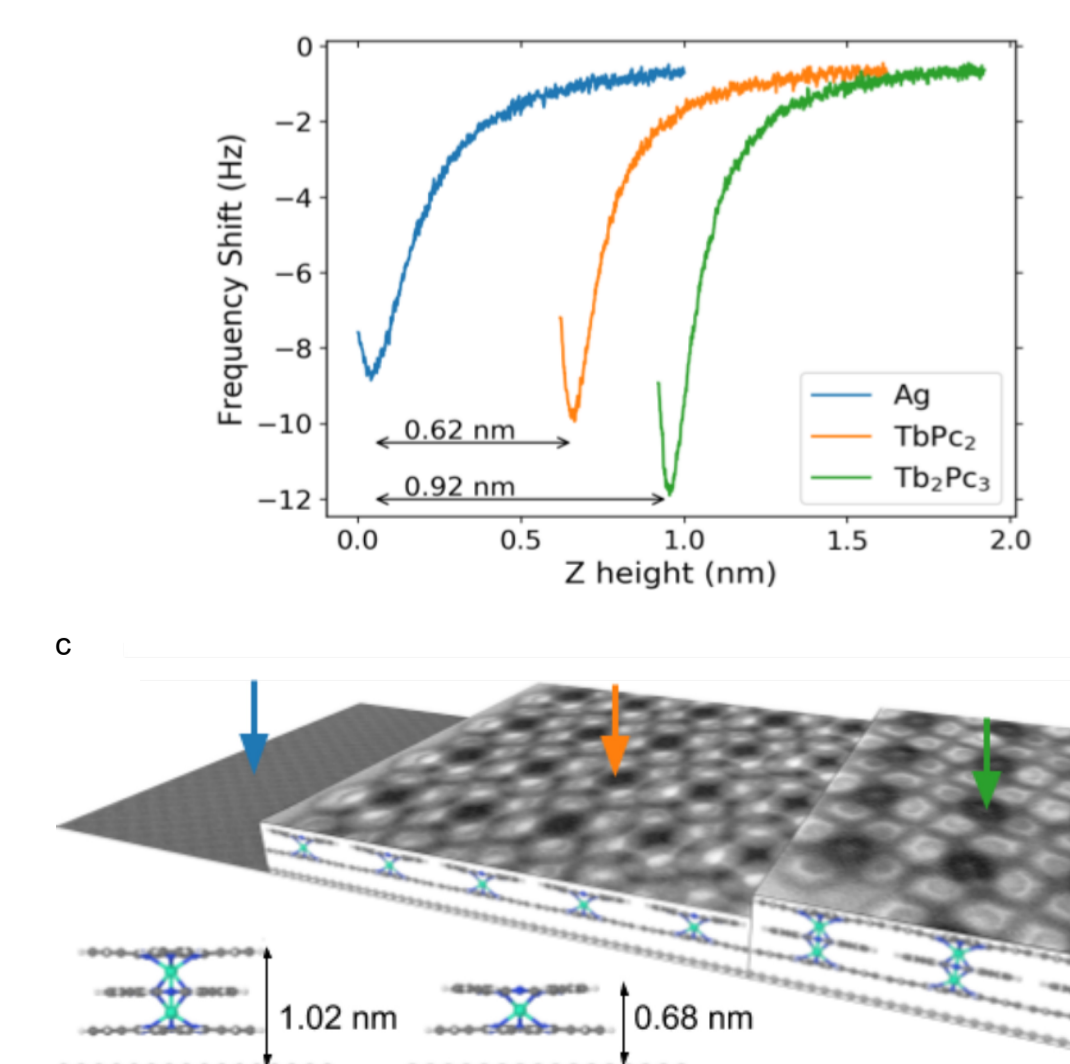 0
−2
−4
−6
−8
−10
−12
Frequency Shift (Hz)
0.62 nm
0.92 nm
Ag
TbPc₂
Tb₂Pc₃
0.0 0.5 1.0 1.5 2.0
Z height (nm)
c
1.02 nm 0.68 nm